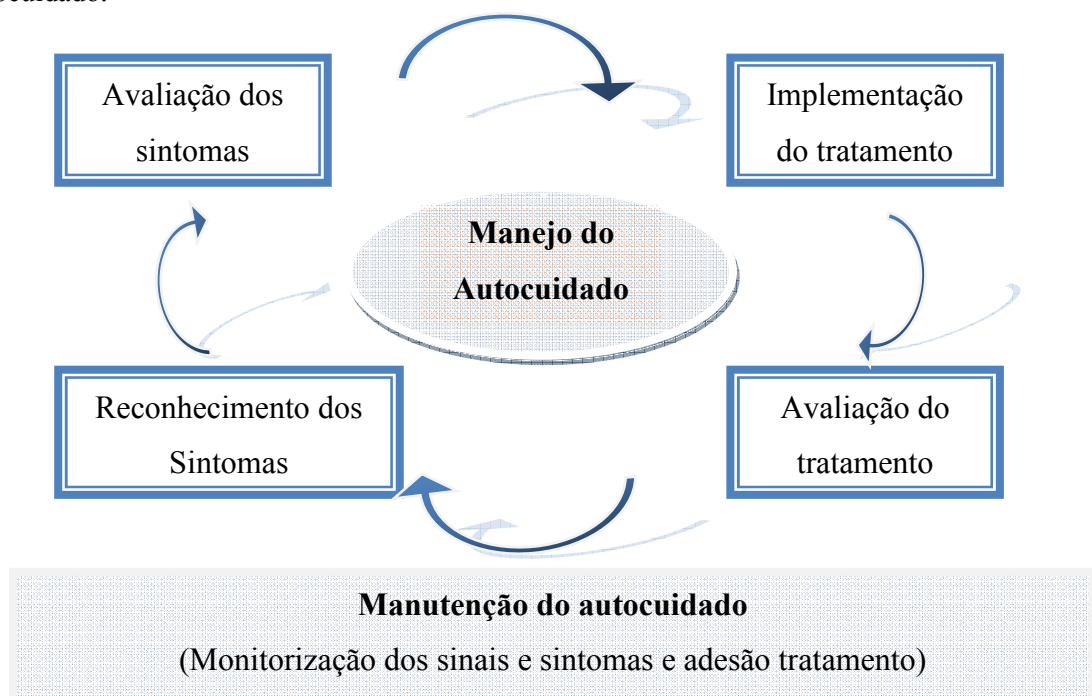 Avaliação dos
sintomas
Implementação
do tratamento
Manejo do
Autocuidado
Reconhecimento dos
Sintomas
Avaliação do
tratamento
Manutenção do autocuidado
(Monitorização dos sinais e sintomas e adesão tratamento)